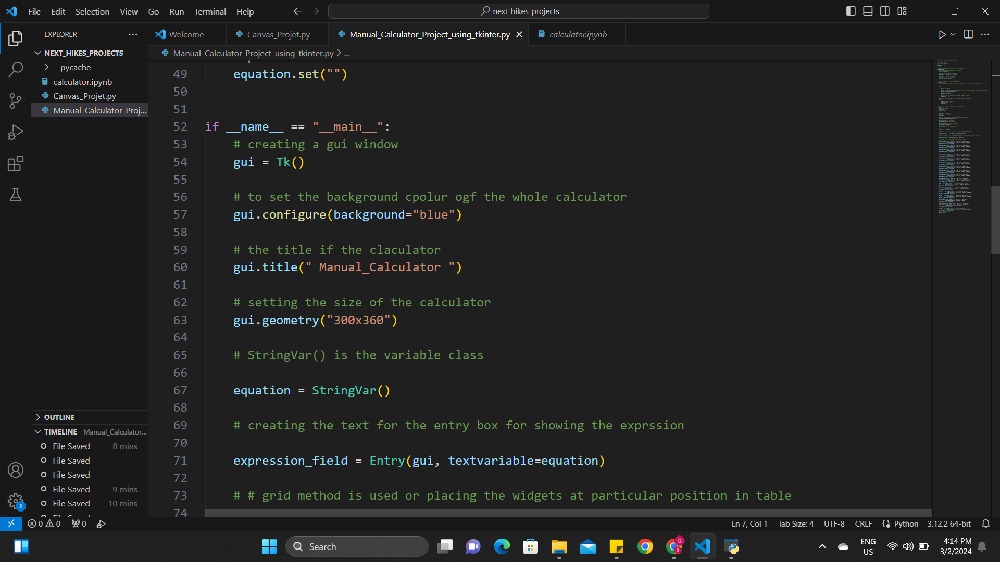 File Edit Selection View Go Run Terminal Help
next_hikes_projects
EXPLORER
Welcome
Canvas_Projet.py
Manual_Calculator_Project_using_tkinter.py
calculator.ipynb
NEXT_HIKES_PROJECTS
__pycache__
calculator.ipynb
Canvas_Projet.py
Manual_Calculator_Proj...
OUTLINE
TIMELINE Manual_Calculator...
File Saved 8 mins
File Saved
File Saved
File Saved 9 mins
File Saved 10 mins
Manual_Calculator_Project_using_tkinter.py > ...
49 equation.set("")
50
51
52 if __name__ == "__main__":
53 # creating a gui window
54 gui = Tk()
55
56 # to set the background cpolur ogf the whole calculator
57 gui.configure(background="blue")
58
59 # the title if the claculator
60 gui.title(" Manual_Calculator ")
61
62 # setting the size of the calculator
63 gui.geometry("300x360")
64
65 # StringVar() is the variable class
66
67 equation = StringVar()
68
69 # creating the text for the entry box for showing the exprssion
70
71 expression_field = Entry(gui, textvariable=equation)
72
73 # # grid method is used or placing the widgets at particular position in table
74
1
0 0 0
Ln 7, Col 1 Tab Size: 4 UTF-8 CRLF Python 3.12.2 64-bit
Search
G
G
ENG
US
4:14 PM
3/2/2024